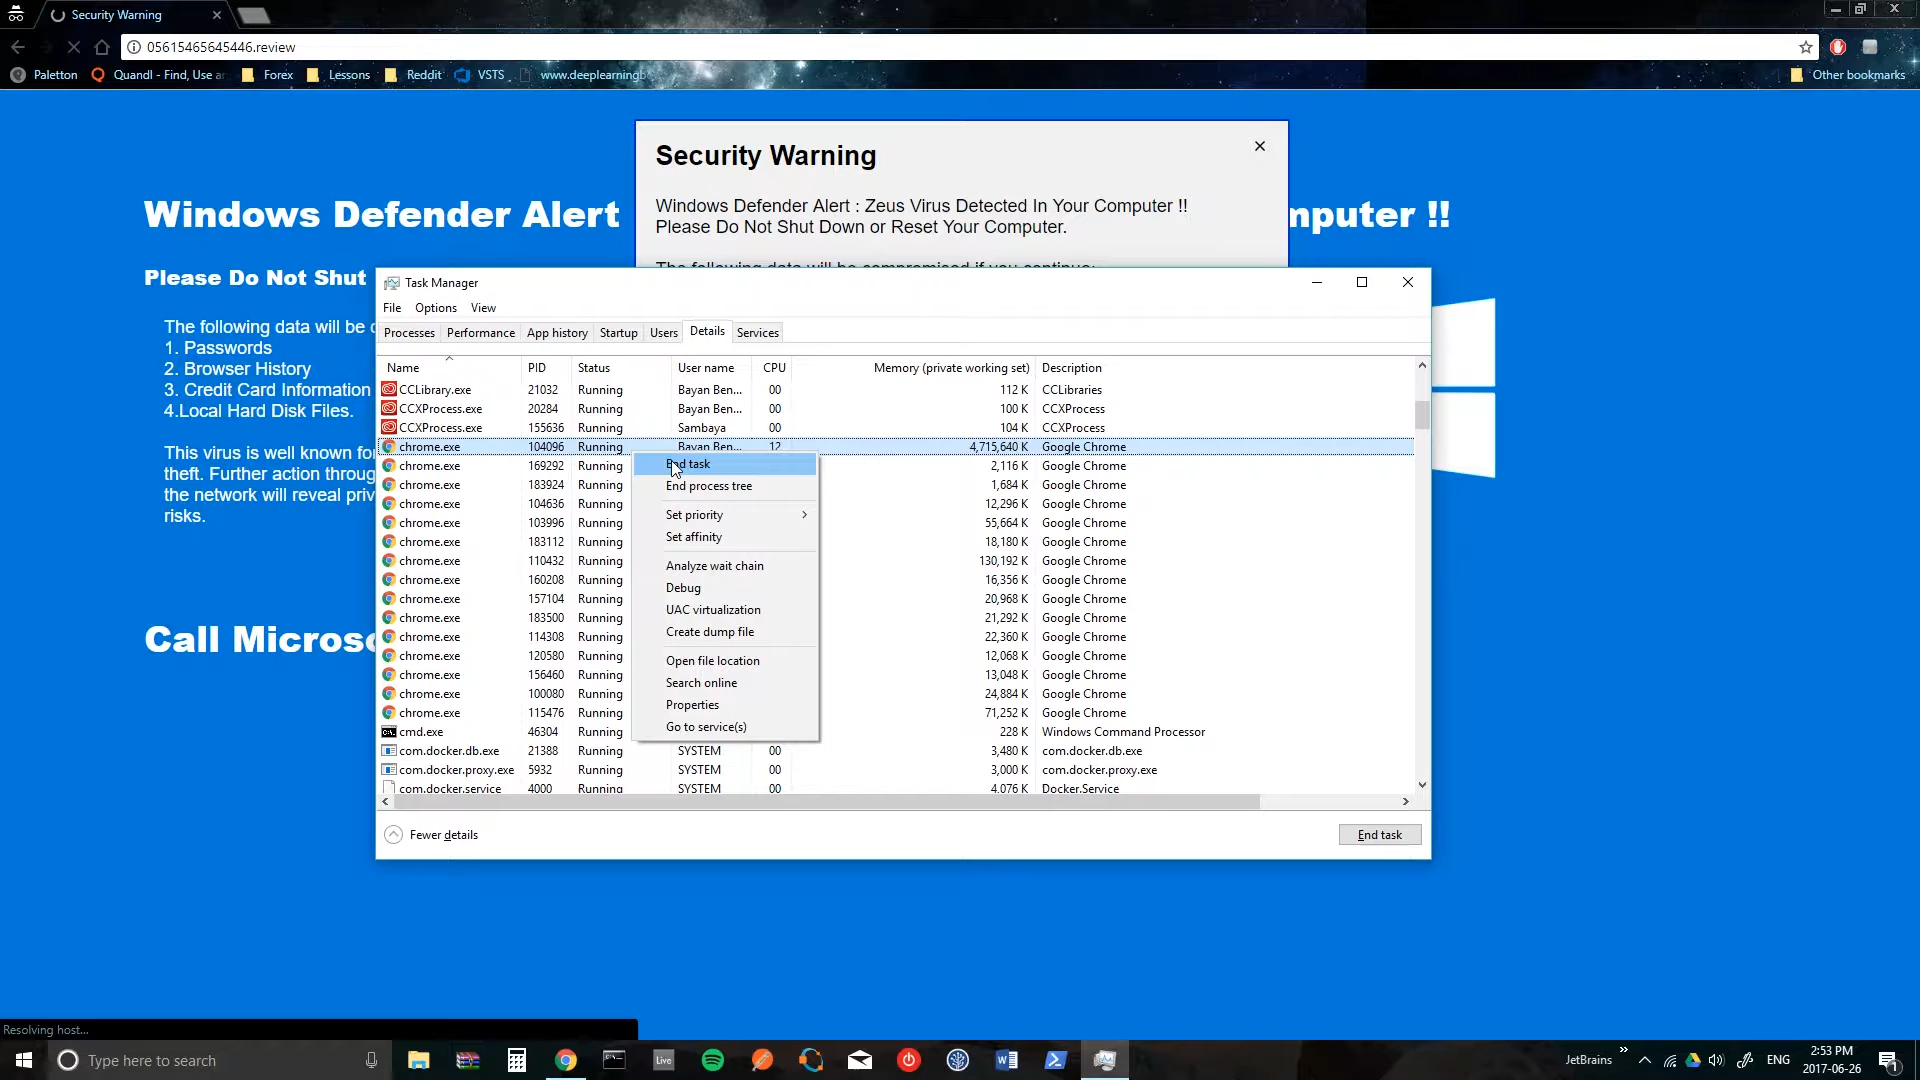 Security Warning
05615465645446.review
Paletton
Quandl - Find, Use ar
Forex
Lessons
Reddit
VSTS
www.deeplearningb
Other bookmarks
Windows Defender Alert
mputer !!
Please Do Not Shut
The following data will be c
1. Passwords
2. Browser History
3. Credit Card Information
4.Local Hard Disk Files.
This virus is well known for
theft. Further action throug
the network will reveal priv
risks.
Call Microso
Security Warning
Windows Defender Alert : Zeus Virus Detected In Your Computer !!
Please Do Not Shut Down or Reset Your Computer.
The following data will be compromised if you continue:
Task Manager
File Options View
Processes Performance App history Startup Users Details Services
Name PID Status User name CPU Memory (private working set) Description
CCLibrary.exe 21032 Running Bayan Ben... 00 112 K CCLibraries
CCXProcess.exe 20284 Running Bayan Ben... 00 100 K CCXProcess
CCXProcess.exe 155636 Running Sambaya 00 104 K CCXProcess
chrome.exe 104096 Running Bayan Ben... 12 4,715,640 K Google Chrome
chrome.exe 169292 Running 2,116 K Google Chrome
chrome.exe 183924 Running 1,684 K Google Chrome
chrome.exe 104636 Running 12,296 K Google Chrome
chrome.exe 103996 Running 55,664 K Google Chrome
chrome.exe 183112 Running 18,180 K Google Chrome
chrome.exe 110432 Running 130,192 K Google Chrome
chrome.exe 160208 Running 16,356 K Google Chrome
chrome.exe 157104 Running 20,968 K Google Chrome
chrome.exe 183500 Running 21,292 K Google Chrome
chrome.exe 114308 Running 22,360 K Google Chrome
chrome.exe 120580 Running 12,068 K Google Chrome
chrome.exe 156460 Running 13,048 K Google Chrome
chrome.exe 100080 Running 24,884 K Google Chrome
chrome.exe 115476 Running 71,252 K Google Chrome
cmd.exe 46304 Running 228 K Windows Command Processor
com.docker.db.exe 21388 Running SYSTEM 00 3,480 K com.docker.db.exe
com.docker.proxy.exe 5932 Running SYSTEM 00 3,000 K com.docker.proxy.exe
com.docker.service 4000 Running SYSTEM 00 4,076 K Docker.Service
End task
End process tree
Set priority
Set affinity
Analyze wait chain
Debug
UAC virtualization
Create dump file
Open file location
Search online
Properties
Go to service(s)
Fewer details
End task
Resolving host...
Type here to search
Live
JetBrains
ENG
2:53 PM
2017-06-26
1